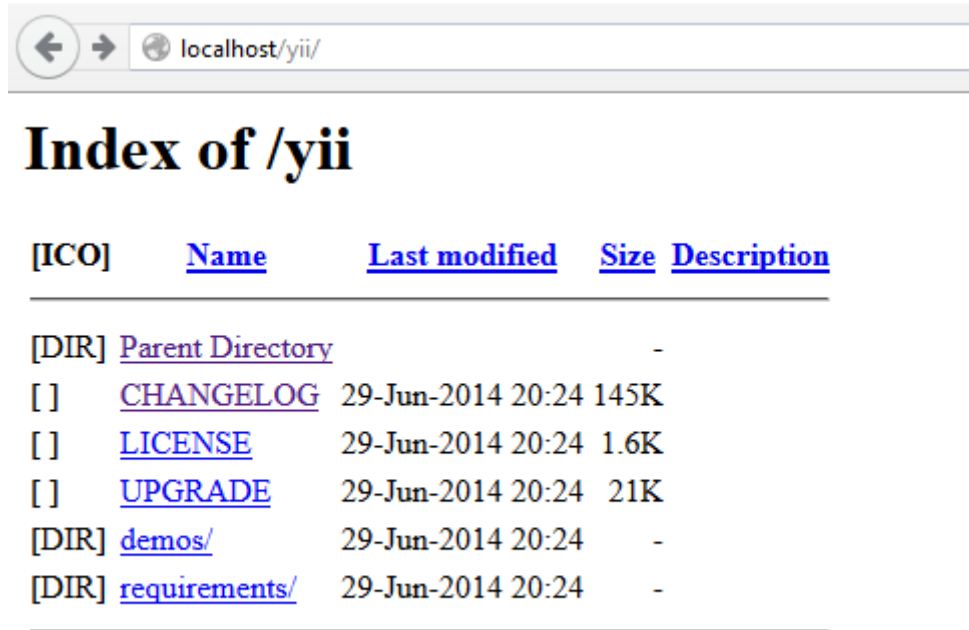 localhost/yii/
Index of /yii
[ICO] Name Last modified Size Description
[DIR] Parent Directory -
[ ] CHANGELOG 29-Jun-2014 20:24 145K
[ ] LICENSE 29-Jun-2014 20:24 1.6K
[ ] UPGRADE 29-Jun-2014 20:24 21K
[DIR] demos/ 29-Jun-2014 20:24 -
[DIR] requirements/ 29-Jun-2014 20:24 -